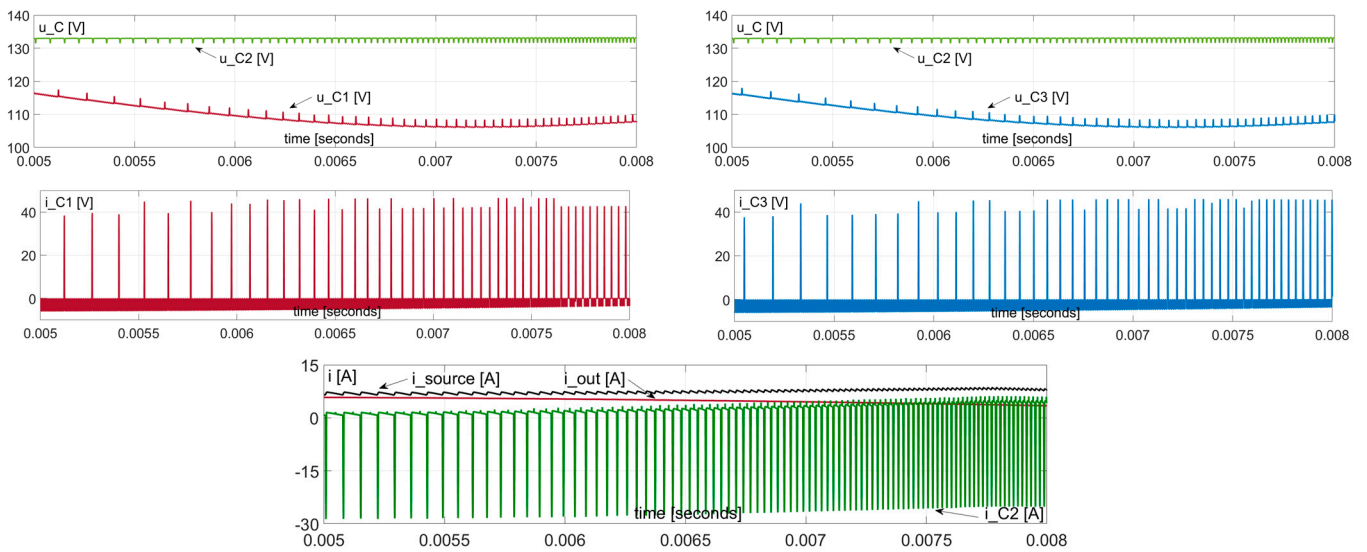 140
u_C [V]
130
u_C2 [V]
120
u_C1 [V]
110
time [seconds]
100
0.005 0.0055 0.006 0.0065 0.007 0.0075 0.008
140
u_C [V]
130
u_C2 [V]
120
u_C3 [V]
110
time [seconds]
100
0.005 0.0055 0.006 0.0065 0.007 0.0075 0.008
i_C1 [V]
40
20
0
time [seconds]
0.005 0.0055 0.006 0.0065 0.007 0.0075 0.008
i_C3 [V]
40
20
0
time [seconds]
0.005 0.0055 0.006 0.0065 0.007 0.0075 0.008
15
i [A] i_source [A] i_out [A]
0
-15
time [seconds] i_C2 [A]
-30
0.005 0.0055 0.006 0.0065 0.007 0.0075 0.008